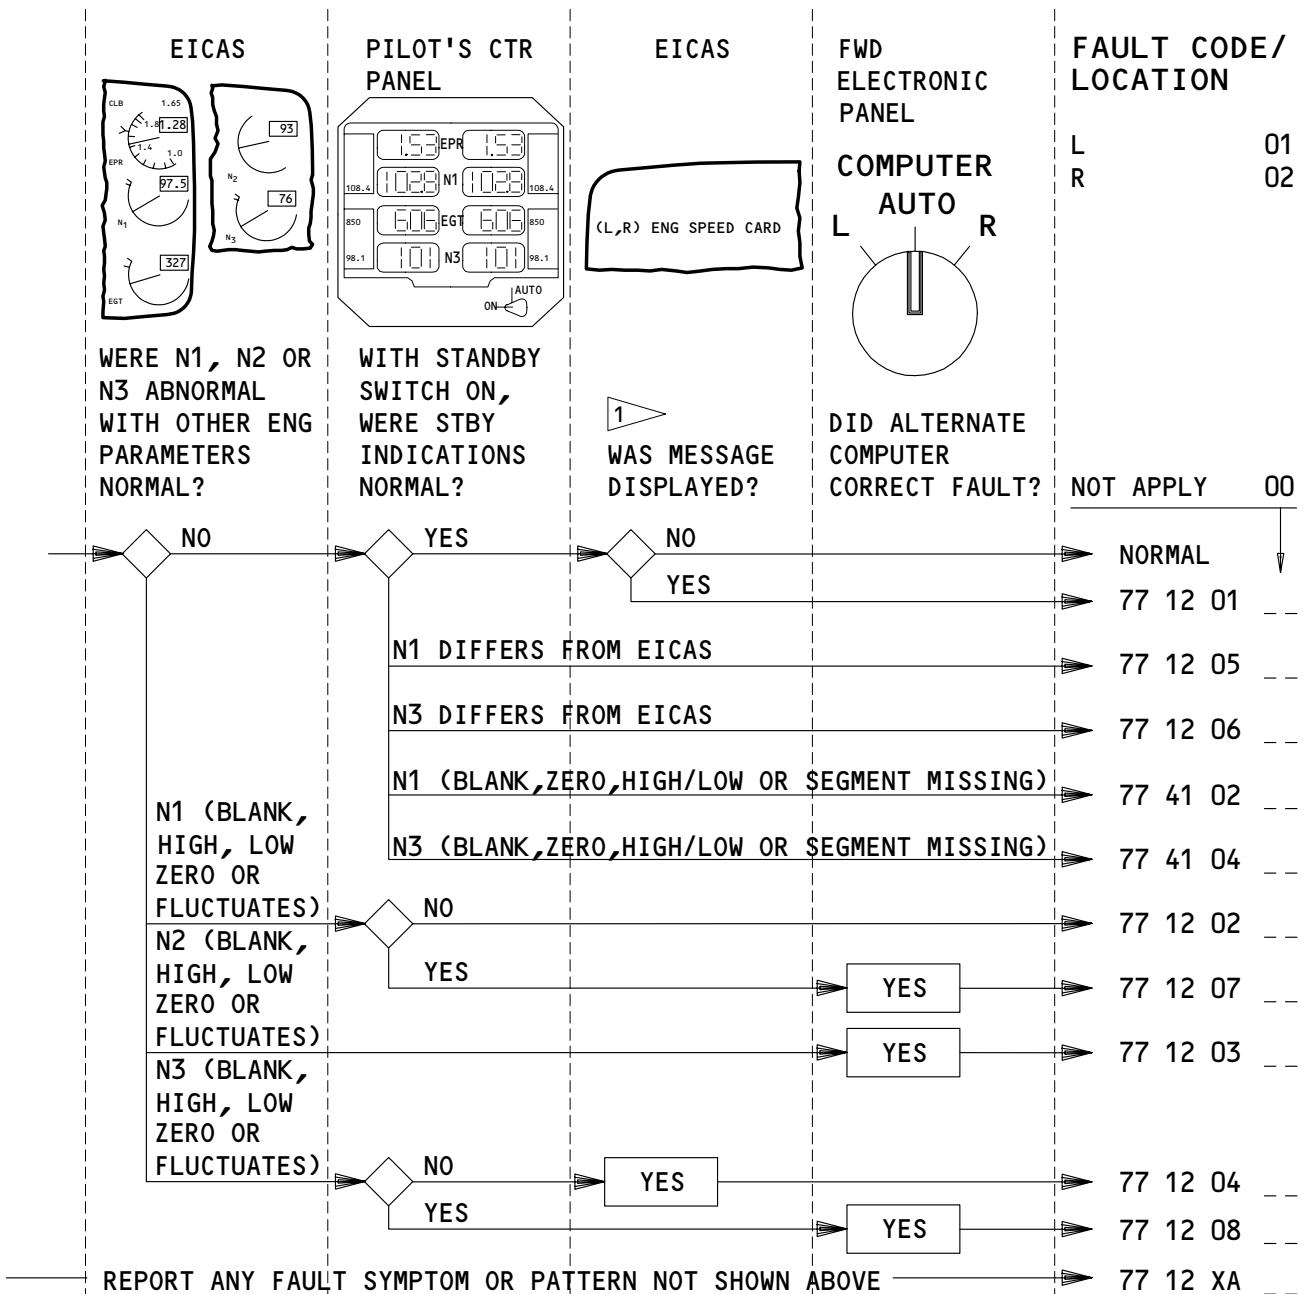 EICAS
PILOT'S CTR
PANEL
EICAS
FWD
ELECTRONIC
PANEL
FAULT CODE/
LOCATION
L 01
R 02
CLB 1.65
1.8
1.28
1.4
1.0
EPR
97.5
N1
327
EGT
93
N2
76
N3
1.53 EPR 1.53
108.4 102.8 N1 102.8 108.4
850 606 EGT 606 850
98.1 101 N3 101 98.1
AUTO
ON
(L,R) ENG SPEED CARD
COMPUTER
AUTO
L R
WERE N1, N2 OR
N3 ABNORMAL
WITH OTHER ENG
PARAMETERS
NORMAL?
WITH STANDBY
SWITCH ON,
WERE STBY
INDICATIONS
NORMAL?
1
WAS MESSAGE
DISPLAYED?
DID ALTERNATE
COMPUTER
CORRECT FAULT?
NOT APPLY 00
NO
YES
NO
NORMAL
YES
77 12 01 _ _
N1 DIFFERS FROM EICAS
77 12 05 _ _
N3 DIFFERS FROM EICAS
77 12 06 _ _
N1 (BLANK,ZERO,HIGH/LOW OR SEGMENT MISSING)
77 41 02 _ _
N3 (BLANK,ZERO,HIGH/LOW OR SEGMENT MISSING)
77 41 04 _ _
N1 (BLANK,
HIGH, LOW
ZERO OR
FLUCTUATES)
NO
77 12 02 _ _
YES
YES
77 12 07 _ _
N2 (BLANK,
HIGH, LOW
ZERO OR
FLUCTUATES)
YES
77 12 03 _ _
N3 (BLANK,
HIGH, LOW
ZERO OR
FLUCTUATES)
NO
YES
77 12 04 _ _
YES
YES
77 12 08 _ _
REPORT ANY FAULT SYMPTOM OR PATTERN NOT SHOWN ABOVE
77 12 XA _ _